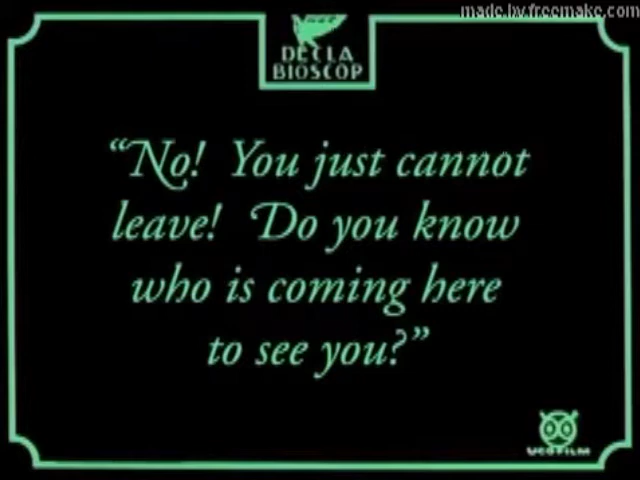 made.by.freemake.com
DECLA
BIOSCOP
“No! You just cannot
leave! Do you know
who is coming here
to see you?”